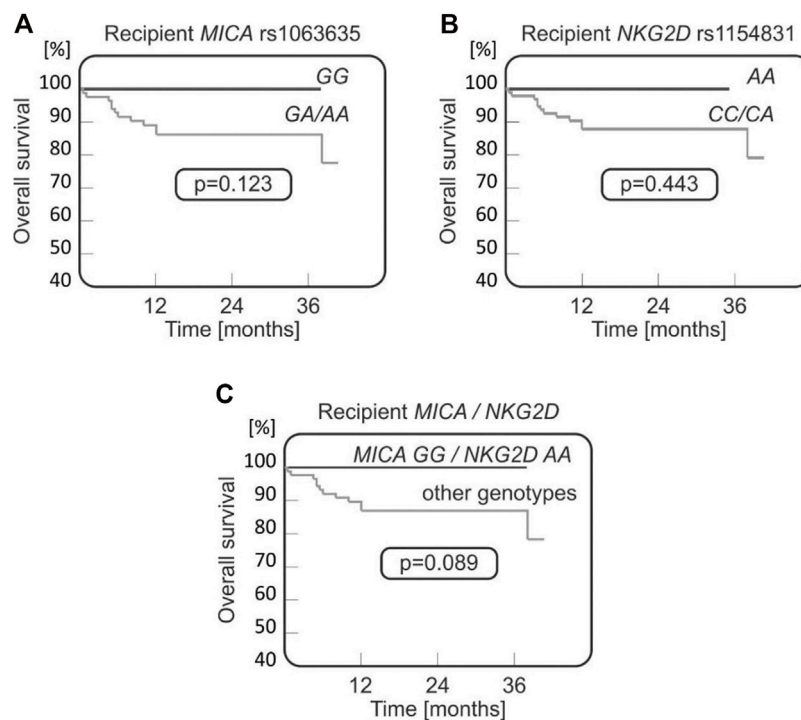 A
Recipient MICA rs1063635
[%]
100
90
80
70
60
50
40
GG
GA/AA
p=0.123
Overall survival
12 24 36
Time [months]
B
Recipient NKG2D rs1154831
[%]
100
90
80
70
60
50
40
AA
CC/CA
p=0.443
Overall survival
12 24 36
Time [months]
C
Recipient MICA / NKG2D
[%]
100
90
80
70
60
50
40
MICA GG / NKG2D AA
other genotypes
p=0.089
Overall survival
12 24 36
Time [months]